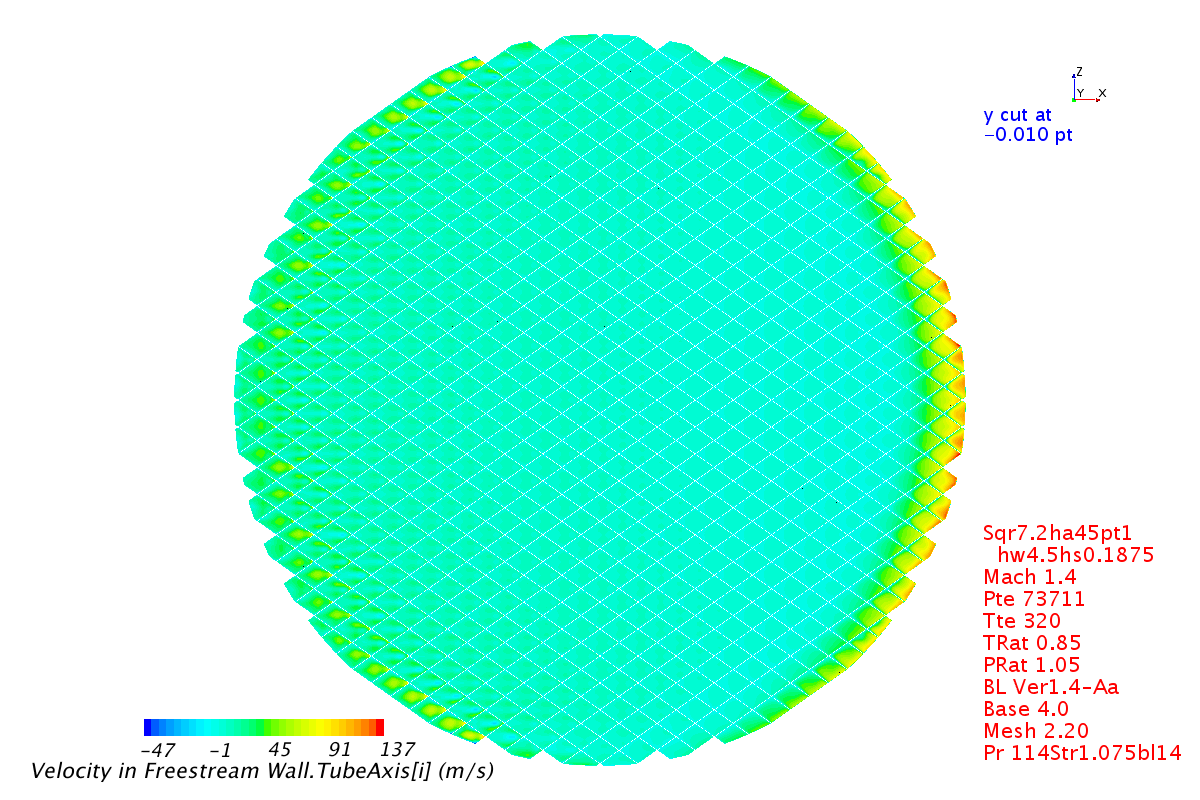 Z
Y X
y cut at
−0.010 pt
Sqr7.2ha45pt1
hw4.5hs0.1875
Mach 1.4
Pte 73711
Tte 320
TRat 0.85
PRat 1.05
BL Ver1.4−Aa
Base 4.0
Mesh 2.20
Pr 114Str1.075bl14
−47 −1 45 91 137
Velocity in Freestream Wall.TubeAxis[i] (m/s)